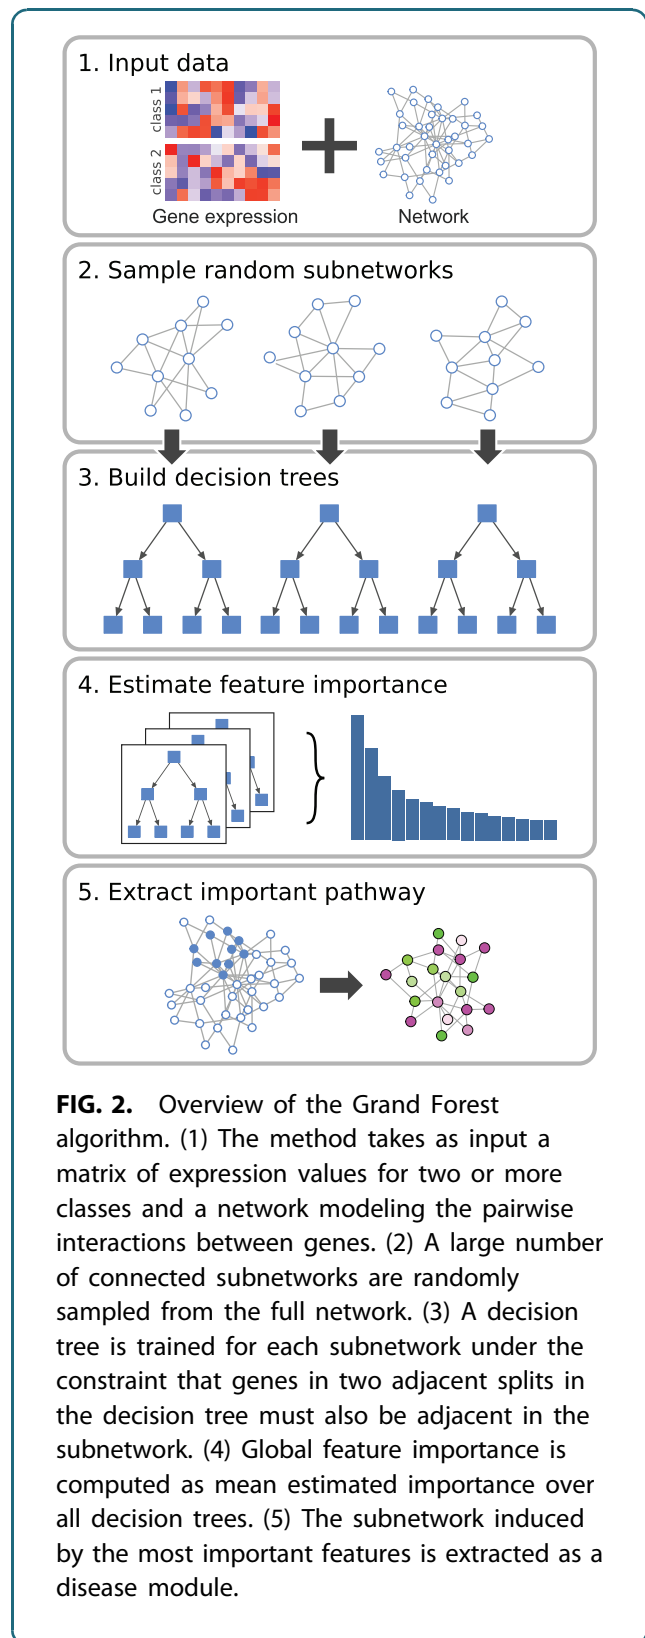 1. Input data
class 1
class 2
Gene expression
Network
2. Sample random subnetworks
3. Build decision trees
4. Estimate feature importance
5. Extract important pathway
FIG. 2. Overview of the Grand Forest
algorithm. (1) The method takes as input a
matrix of expression values for two or more
classes and a network modeling the pairwise
interactions between genes. (2) A large number
of connected subnetworks are randomly
sampled from the full network. (3) A decision
tree is trained for each subnetwork under the
constraint that genes in two adjacent splits in
the decision tree must also be adjacent in the
subnetwork. (4) Global feature importance is
computed as mean estimated importance over
all decision trees. (5) The subnetwork induced
by the most important features is extracted as a
disease module.